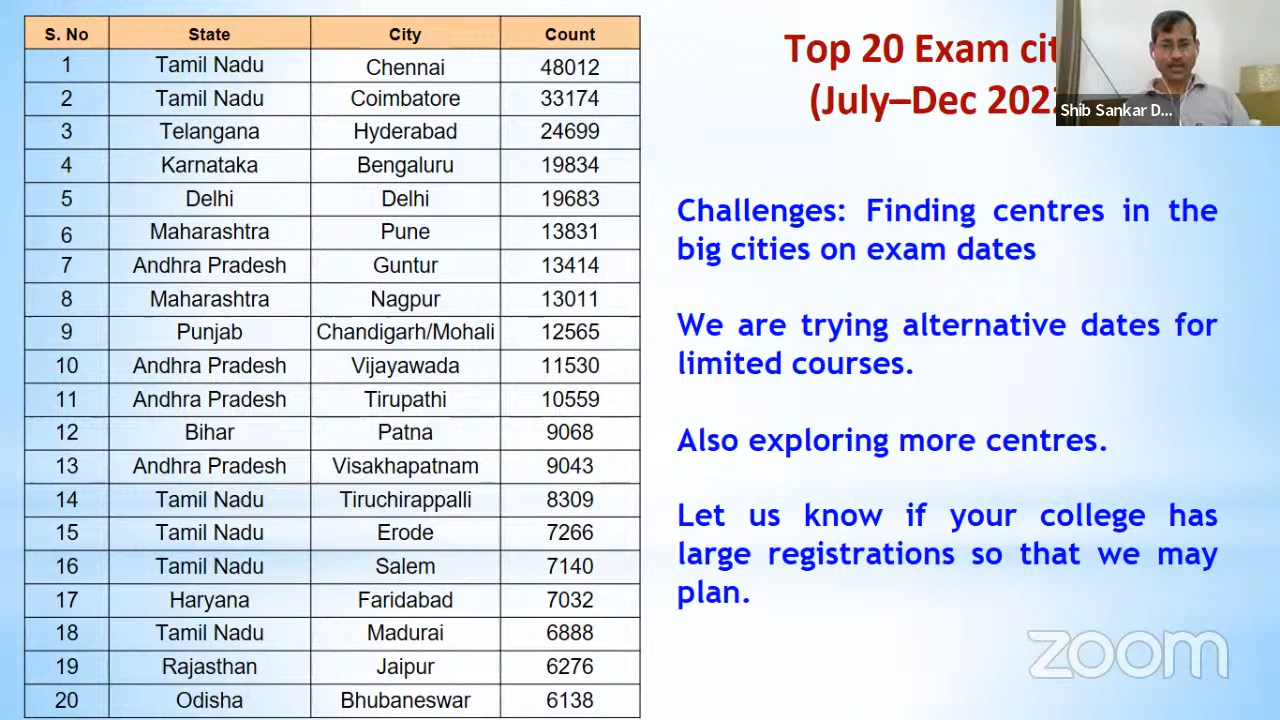 S. No State City Count
1 Tamil Nadu Chennai 48012
2 Tamil Nadu Coimbatore 33174
3 Telangana Hyderabad 24699
4 Karnataka Bengaluru 19834
5 Delhi Delhi 19683
6 Maharashtra Pune 13831
7 Andhra Pradesh Guntur 13414
8 Maharashtra Nagpur 13011
9 Punjab Chandigarh/Mohali 12565
10 Andhra Pradesh Vijayawada 11530
11 Andhra Pradesh Tirupathi 10559
12 Bihar Patna 9068
13 Andhra Pradesh Visakhapatnam 9043
14 Tamil Nadu Tiruchirappalli 8309
15 Tamil Nadu Erode 7266
16 Tamil Nadu Salem 7140
17 Haryana Faridabad 7032
18 Tamil Nadu Madurai 6888
19 Rajasthan Jaipur 6276
20 Odisha Bhubaneswar 6138
Top 20 Exam
(July–Dec
Shib Sankar D...
Challenges: Finding centres in the
big cities on exam dates
We are trying alternative dates for
limited courses.
Also exploring more centres.
Let us know if your college has
large registrations so that we may
plan.
zoom